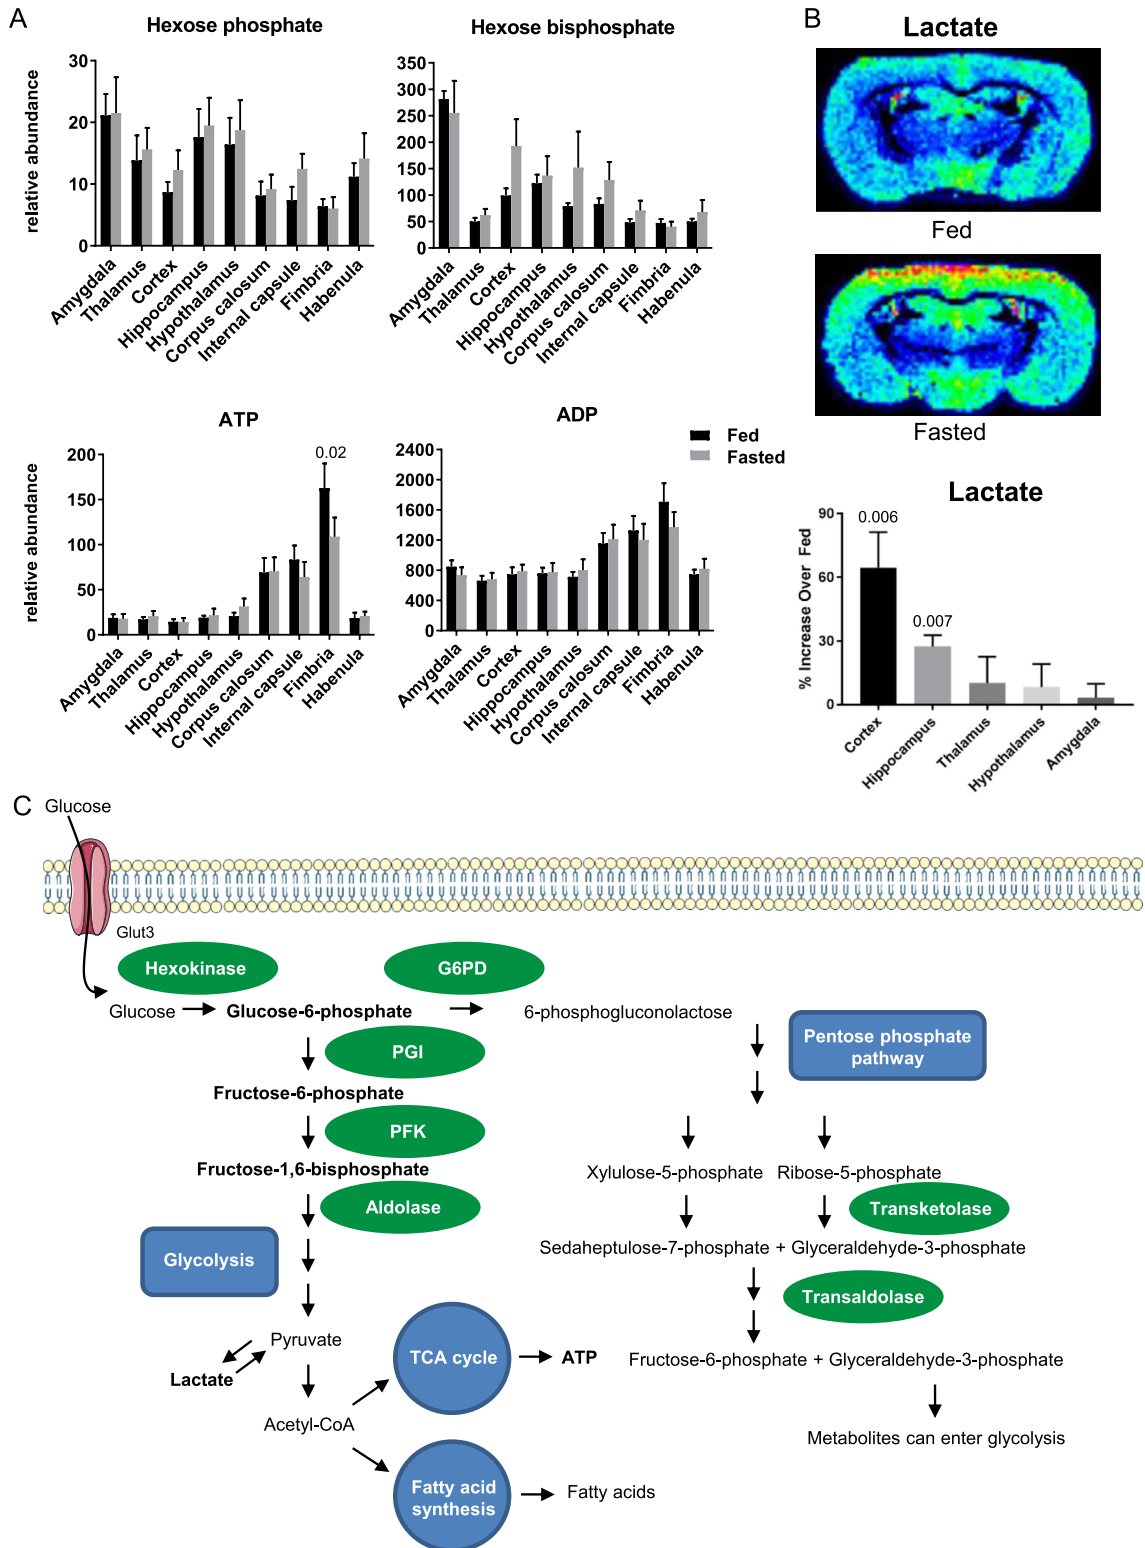 A
Hexose phosphate
relative abundance
30
20
10
0
Amygdala
Thalamus
Cortex
Hippocampus
Hypothalamus
Corpus calosum
Internal capsule
Fimbria
Habenula
Hexose bisphosphate
350
300
250
200
150
100
50
0
Amygdala
Thalamus
Cortex
Hippocampus
Hypothalamus
Corpus calosum
Internal capsule
Fimbria
Habenula
ATP
relative abundance
200
150
100
50
0
0.02
Amygdala
Thalamus
Cortex
Hippocampus
Hypothalamus
Corpus calosum
Internal capsule
Fimbria
Habenula
ADP
2400
2000
1600
1200
800
400
0
Fed
Fasted
Amygdala
Thalamus
Cortex
Hippocampus
Hypothalamus
Corpus calosum
Internal capsule
Fimbria
Habenula
B
Lactate
Fed
Fasted
Lactate
% Increase Over Fed
90
60
30
0
0.006
0.007
Cortex
Hippocampus
Thalamus
Hypothalamus
Amygdala
C
Glucose
Glut3
Hexokinase
G6PD
Glucose
Glucose-6-phosphate
6-phosphogluconolactose
PGI
Pentose phosphate
pathway
Fructose-6-phosphate
PFK
Fructose-1,6-bisphosphate
Xylulose-5-phosphate
Ribose-5-phosphate
Aldolase
Transketolase
Glycolysis
Sedaheptulose-7-phosphate + Glyceraldehyde-3-phosphate
Transaldolase
Pyruvate
TCA cycle
ATP
Fructose-6-phosphate + Glyceraldehyde-3-phosphate
Lactate
Acetyl-CoA
Metabolites can enter glycolysis
Fatty acid
synthesis
Fatty acids